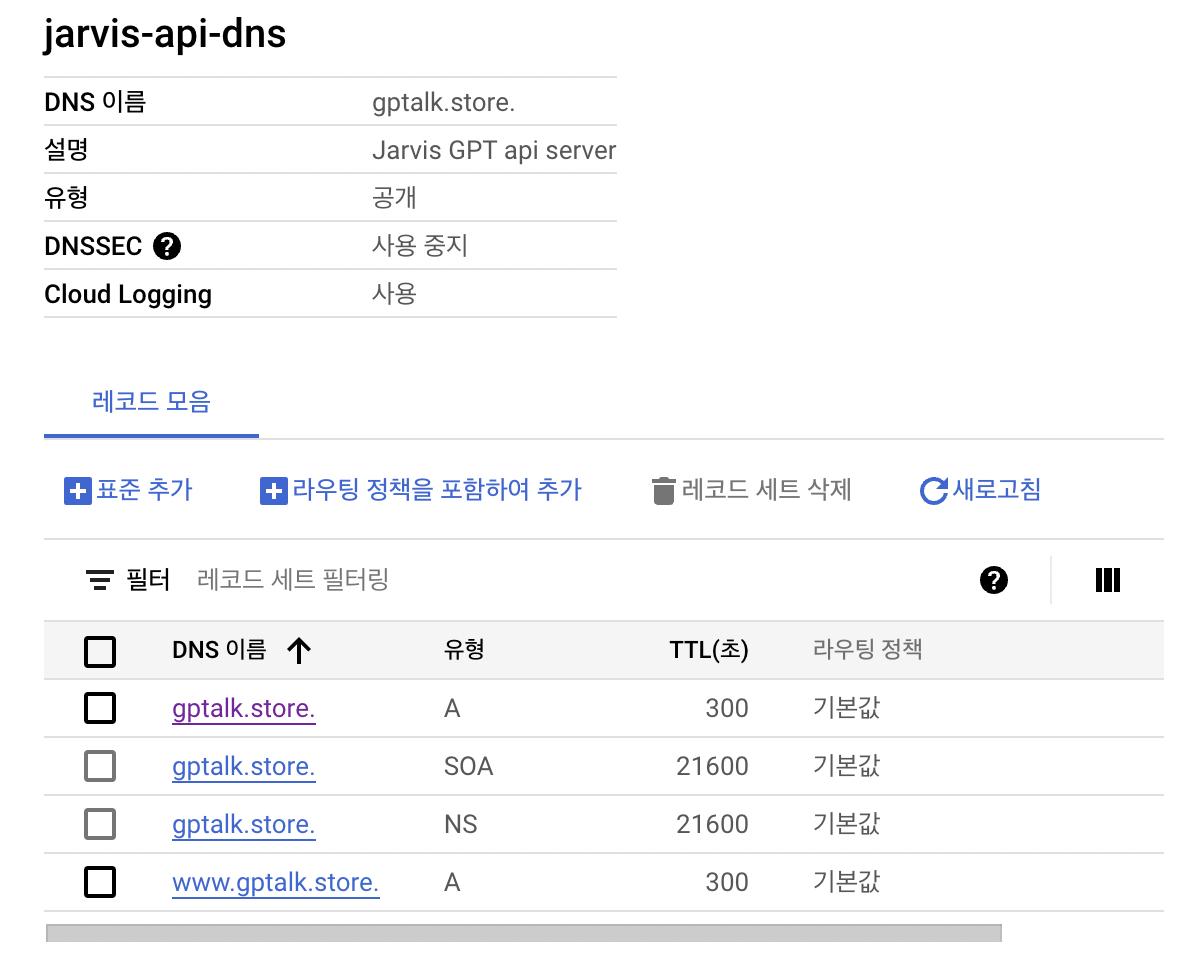 jarvis-api-dns
DNS 이름 gptalk.store.
설명 Jarvis GPT api server
유형 공개
DNSSEC 사용 중지
Cloud Logging 사용
레코드 모음
표준 추가 라우팅 정책을 포함하여 추가 레코드 세트 삭제 새로고침
필터 레코드 세트 필터링
DNS 이름 유형 TTL(초) 라우팅 정책
gptalk.store. A 300 기본값
gptalk.store. SOA 21600 기본값
gptalk.store. NS 21600 기본값
www.gptalk.store. A 300 기본값